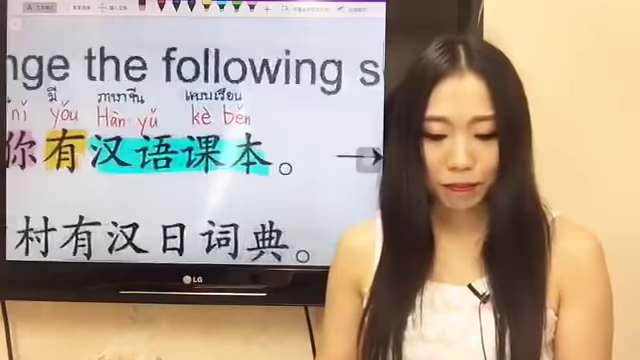 nge the following s
มี ภาษาจีน แบบเรียน
nǐ yǒu Hàn yǔ kè běn
你有汉语课本。 →
村有汉日词典。
LG